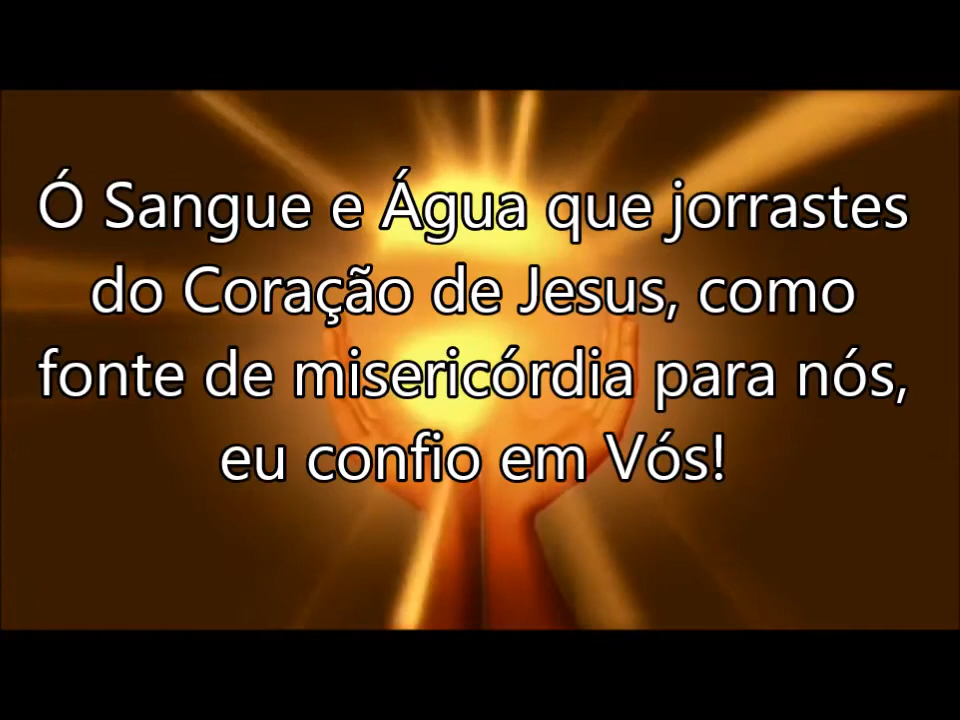 Ó Sangue e Água que jorrastes
do Coração de Jesus, como
fonte de misericórdia para nós,
eu confio em Vós!